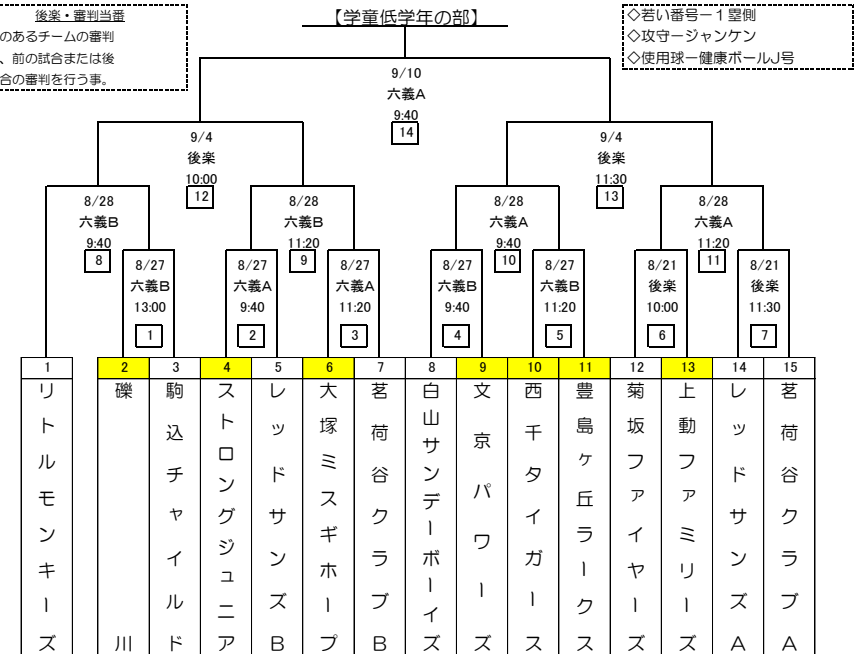 後楽・審判当番
のあるチームの審判
、前の試合または後
合の審判を行う事。
【学童低学年の部】
◇若い番号ー1塁側
◇攻守ージャンケン
◇使用球ー健康ボールJ号
9/10
六義A
9:40
14
9/4
後楽
10:00
12
9/4
後楽
11:30
13
8/28
六義B
9:40
8
8/28
六義B
11:20
9
8/28
六義A
9:40
10
8/28
六義A
11:20
11
8/27
六義B
13:00
1
8/27
六義A
9:40
2
8/27
六義A
11:20
3
8/27
六義B
9:40
4
8/27
六義B
11:20
5
8/21
後楽
10:00
6
8/21
後楽
11:30
7
1
リトルモンキーズ
2
礫川
3
駒込チャイルド
4
ストロングジュニア
5
レッドサンズB
6
大塚ミスギホープ
7
茗荷谷クラブB
8
白山サンデーボーイズ
9
文京パワーズ
10
西千タイガース
11
豊島ヶ丘ラークス
12
菊坂ファイヤーズ
13
上動ファミリーズ
14
レッドサンズA
15
茗荷谷クラブA